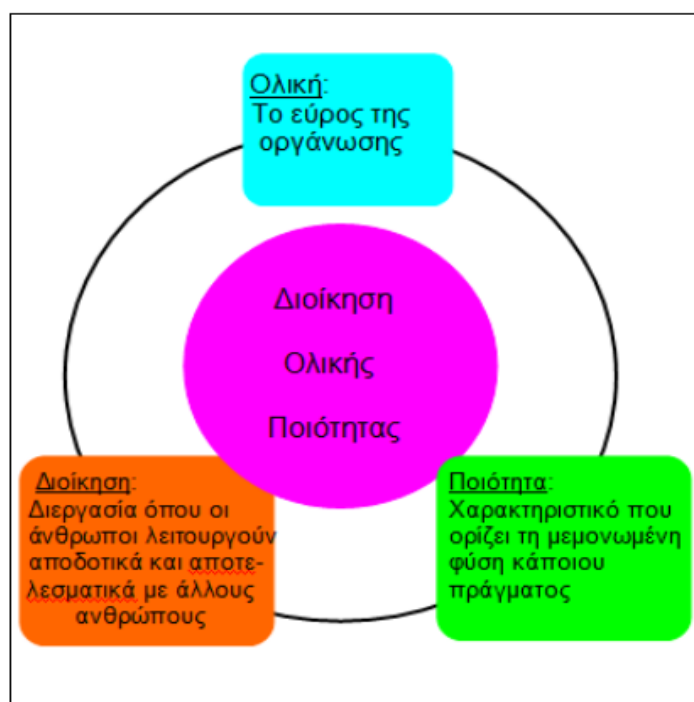 Ολική:
Το εύρος της
οργάνωσης
Διοίκηση
Ολικής
Ποιότητας
Διοίκηση:
Διεργασία όπου οι
άνθρωποι λειτουργούν
αποδοτικά και αποτε-
λεσματικά με άλλους
ανθρώπους
Ποιότητα:
Χαρακτηριστικό που
ορίζει τη μεμονωμένη
φύση κάποιου
πράγματος